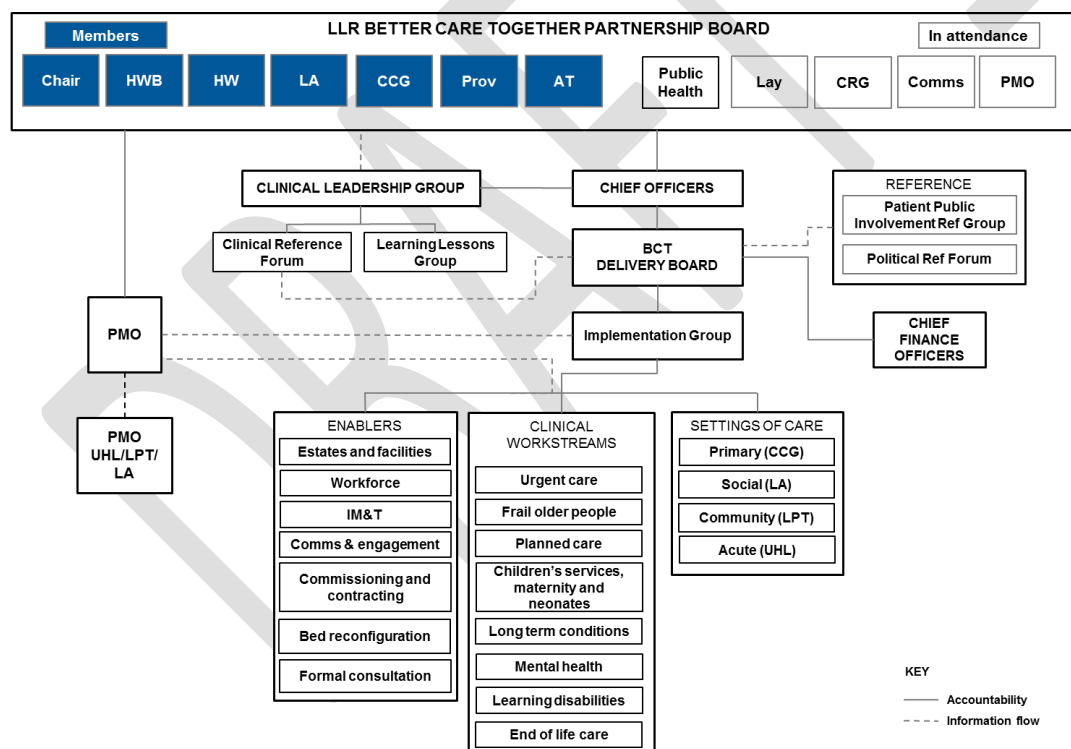 LLR BETTER CARE TOGETHER PARTNERSHIP BOARD
Members
In attendance
Chair
HWB
HW
LA
CCG
Prov
AT
Public
Health
Lay
CRG
Comms
PMO
CLINICAL LEADERSHIP GROUP
CHIEF OFFICERS
REFERENCE
Patient Public
Involvement Ref Group
Political Ref Forum
Clinical Reference
Forum
Learning Lessons
Group
BCT
DELIVERY BOARD
PMO
Implementation Group
CHIEF
FINANCE
OFFICERS
PMO
UHL/LPT/
LA
ENABLERS
Estates and facilities
Workforce
IM&T
Comms & engagement
Commissioning and
contracting
Bed reconfiguration
Formal consultation
CLINICAL
WORKSTREAMS
Urgent care
Frail older people
Planned care
Children's services,
maternity and
neonates
Long term conditions
Mental health
Learning disabilities
End of life care
SETTINGS OF CARE
Primary (CCG)
Social (LA)
Community (LPT)
Acute (UHL)
KEY
Accountability
Information flow
DRAFT